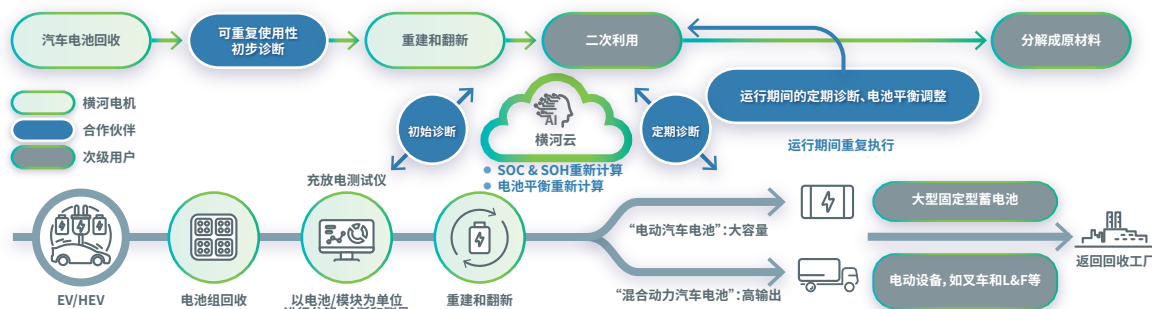 汽车电池回收
可重复使用性
初步诊断
重建和翻新
二次利用
分解成原材料
横河电机
合作伙伴
次级用户
初始诊断
AI
横河云
定期诊断
运行期间的定期诊断、电池平衡调整
运行期间重复执行
SOC & SOH重新计算
电池平衡重新计算
充放电测试仪
EV/HEV
电池组回收
以电池/模块为单位
重建和翻新
“电动汽车电池”：大容量
“混合动力汽车电池”：高输出
大型固定型蓄电池
电动设备，如叉车和L&F等
返回回收工厂